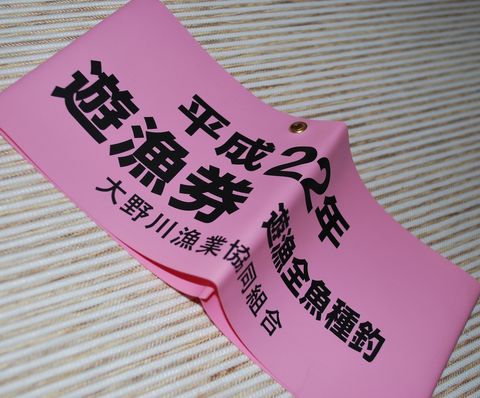 平成22年
遊漁券
遊漁全魚種釣
大野川漁業協同組合